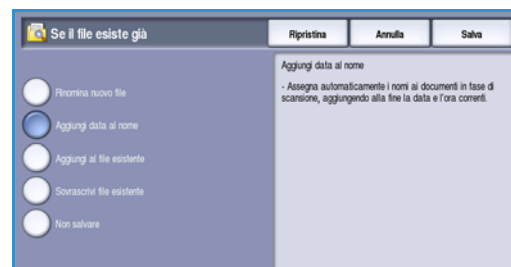 Se il file esiste già
Ripristina
Annulla
Salva
Rinomina nuovo file
Aggiungi data al nome
Aggiungi al file esistente
Sovrascrivi file esistente
Non salvare
Aggiungi data al nome
- Assegna automaticamente i nomi ai documenti in fase di
scansione, aggiungendo alla fine la data e l'ora correnti.